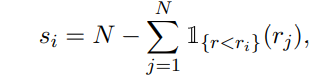 s_i = N - \sum_{j=1}^{N} \mathbb{1}_{\{r<r_i\}}(r_j),